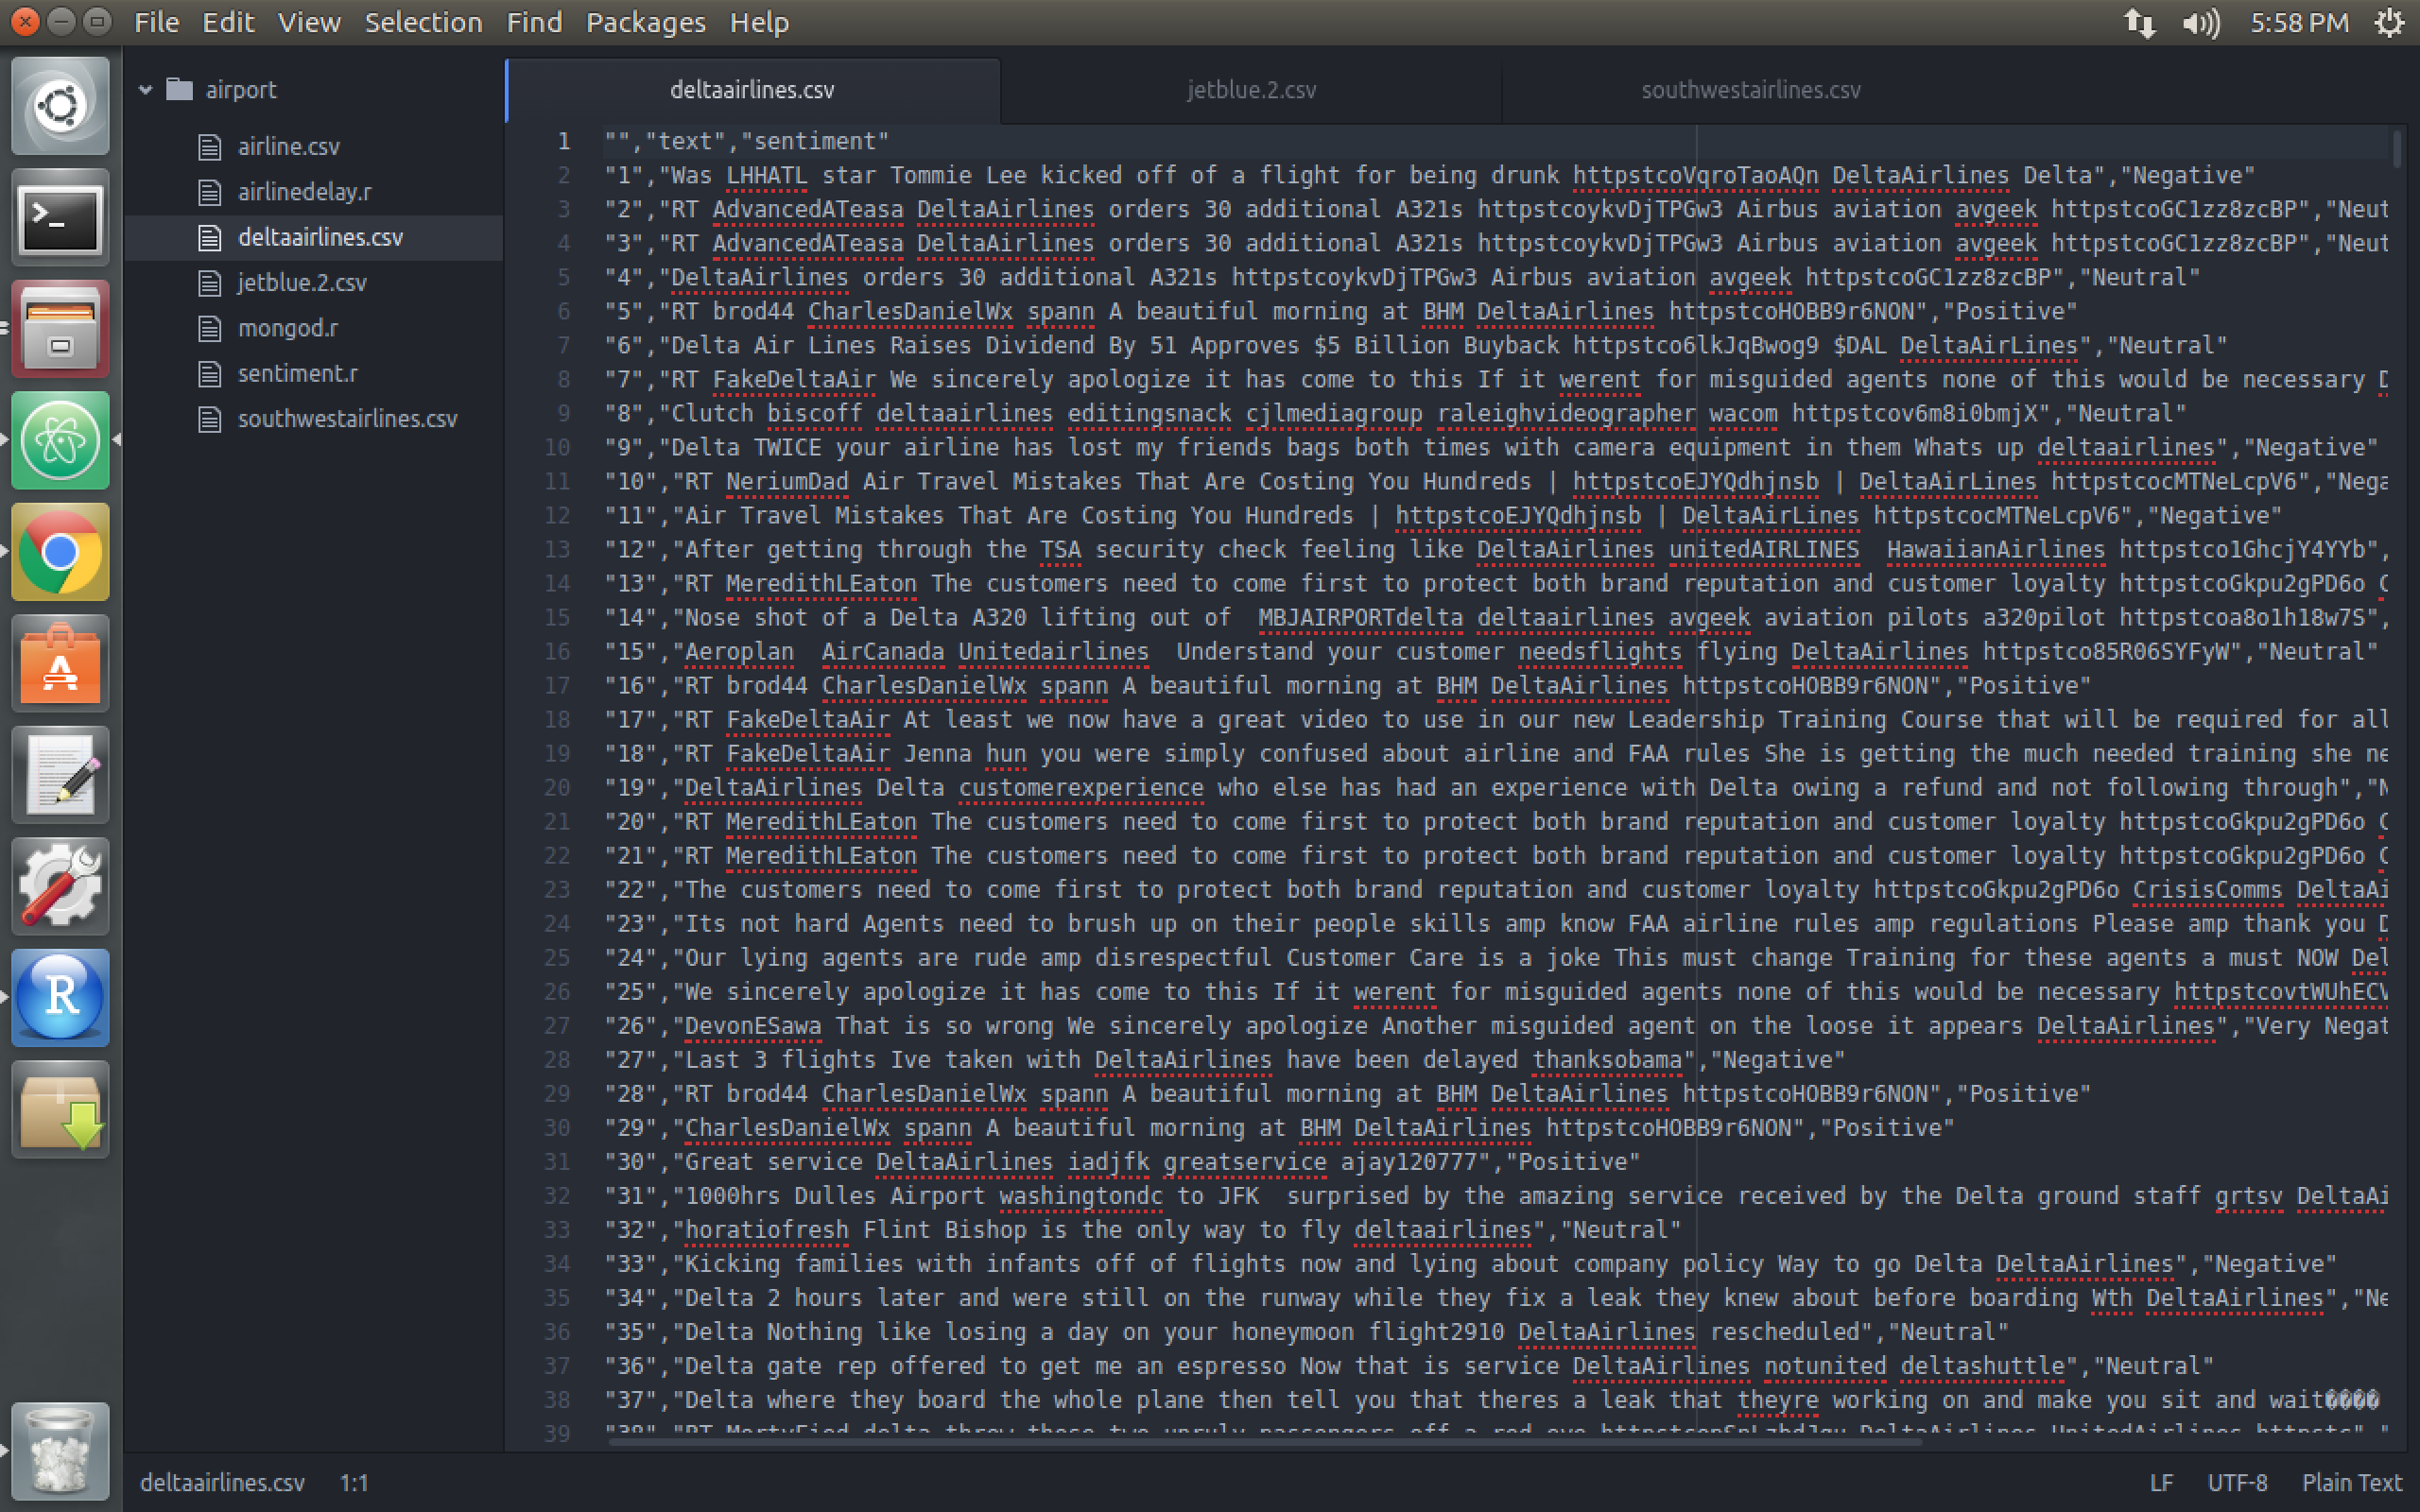 File Edit View Selection Find Packages Help 5:58 PM
airport
airline.csv
airlinedelay.r
deltaairlines.csv
jetblue.2.csv
mongod.r
sentiment.r
southwestairlines.csv
deltaairlines.csv jetblue.2.csv southwestairlines.csv
1 "","text","sentiment"
2 "1","Was LHHATL star Tommie Lee kicked off of a flight for being drunk httpstcoVqroTaoAQn DeltaAirlines Delta","Negative"
3 "2","RT AdvancedATeasa DeltaAirlines orders 30 additional A321s httpstcoykvDjTPGw3 Airbus aviation avgeek httpstcoGC1zz8zcBP","Neut
4 "3","RT AdvancedATeasa DeltaAirlines orders 30 additional A321s httpstcoykvDjTPGw3 Airbus aviation avgeek httpstcoGC1zz8zcBP","Neut
5 "4","DeltaAirlines orders 30 additional A321s httpstcoykvDjTPGw3 Airbus aviation avgeek httpstcoGC1zz8zcBP","Neutral"
6 "5","RT brod44 CharlesDanielWx spann A beautiful morning at BHM DeltaAirlines httpstcoHOBB9r6NON","Positive"
7 "6","Delta Air Lines Raises Dividend By 51 Approves $5 Billion Buyback httpstco6lkJqBwog9 $DAL DeltaAirLines","Neutral"
8 "7","RT FakeDeltaAir We sincerely apologize it has come to this If it werent for misguided agents none of this would be necessary D
9 "8","Clutch biscoff deltaairlines editingsnack cjlmediagroup raleighvideographer wacom httpstcov6m8i0bmjX","Neutral"
10 "9","Delta TWICE your airline has lost my friends bags both times with camera equipment in them Whats up deltaairlines","Negative"
11 "10","RT NeriumDad Air Travel Mistakes That Are Costing You Hundreds | httpstcoEJYQdhjnsb | DeltaAirLines httpstcocMTNeLcpV6","Nega
12 "11","Air Travel Mistakes That Are Costing You Hundreds | httpstcoEJYQdhjnsb | DeltaAirLines httpstcocMTNeLcpV6","Negative"
13 "12","After getting through the TSA security check feeling like DeltaAirlines unitedAIRLINES  HawaiianAirlines httpstco1GhcjY4YYb",
14 "13","RT MeredithLEaton The customers need to come first to protect both brand reputation and customer loyalty httpstcoGkpu2gPD6o C
15 "14","Nose shot of a Delta A320 lifting out of  MBJAIRPORTdelta deltaairlines avgeek aviation pilots a320pilot httpstcoa8o1h18w7S",
16 "15","Aeroplan  AirCanada Unitedairlines  Understand your customer needsflights flying DeltaAirlines httpstco85R06SYFyW","Neutral"
17 "16","RT brod44 CharlesDanielWx spann A beautiful morning at BHM DeltaAirlines httpstcoHOBB9r6NON","Positive"
18 "17","RT FakeDeltaAir At least we now have a great video to use in our new Leadership Training Course that will be required for all
19 "18","RT FakeDeltaAir Jenna hun you were simply confused about airline and FAA rules She is getting the much needed training she ne
20 "19","DeltaAirlines Delta customerexperience who else has had an experience with Delta owing a refund and not following through","N
21 "20","RT MeredithLEaton The customers need to come first to protect both brand reputation and customer loyalty httpstcoGkpu2gPD6o C
22 "21","RT MeredithLEaton The customers need to come first to protect both brand reputation and customer loyalty httpstcoGkpu2gPD6o C
23 "22","The customers need to come first to protect both brand reputation and customer loyalty httpstcoGkpu2gPD6o CrisisComms DeltaAi
24 "23","Its not hard Agents need to brush up on their people skills amp know FAA airline rules amp regulations Please amp thank you D
25 "24","Our lying agents are rude amp disrespectful Customer Care is a joke This must change Training for these agents a must NOW Del
26 "25","We sincerely apologize it has come to this If it werent for misguided agents none of this would be necessary httpstcovtWUhECV
27 "26","DevonESawa That is so wrong We sincerely apologize Another misguided agent on the loose it appears DeltaAirlines","Very Negat
28 "27","Last 3 flights Ive taken with DeltaAirlines have been delayed thanksobama","Negative"
29 "28","RT brod44 CharlesDanielWx spann A beautiful morning at BHM DeltaAirlines httpstcoHOBB9r6NON","Positive"
30 "29","CharlesDanielWx spann A beautiful morning at BHM DeltaAirlines httpstcoHOBB9r6NON","Positive"
31 "30","Great service DeltaAirlines iadjfk greatservice ajay120777","Positive"
32 "31","1000hrs Dulles Airport washingtondc to JFK  surprised by the amazing service received by the Delta ground staff grtsv DeltaAi
33 "32","horatiofresh Flint Bishop is the only way to fly deltaairlines","Neutral"
34 "33","Kicking families with infants off of flights now and lying about company policy Way to go Delta DeltaAirlines","Negative"
35 "34","Delta 2 hours later and were still on the runway while they fix a leak they knew about before boarding Wth DeltaAirlines","Ne
36 "35","Delta Nothing like losing a day on your honeymoon flight2910 DeltaAirlines rescheduled","Neutral"
37 "36","Delta gate rep offered to get me an espresso Now that is service DeltaAirlines notunited deltashuttle","Neutral"
38 "37","Delta where they board the whole plane then tell you that theres a leak that theyre working on and make you sit and wait����
39 "38","RT MortyFied delta threw these two unruly passengers off a red eye DeltaAirlines UnitedAirlines
deltaairlines.csv 1:1 LF UTF-8 Plain Text